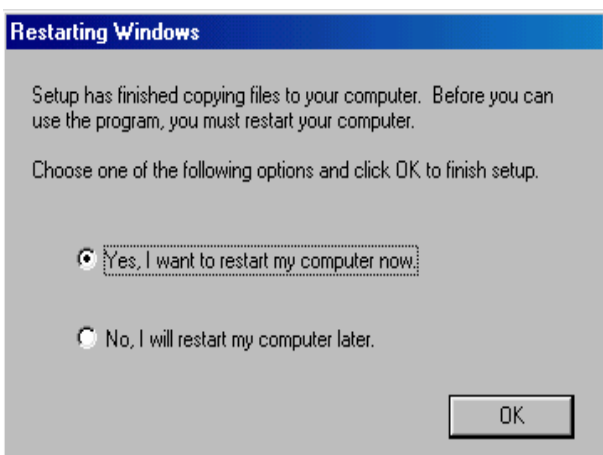 Restarting Windows
Setup has finished copying files to your computer.  Before you can
use the program, you must restart your computer.
Choose one of the following options and click OK to finish setup.
Yes, I want to restart my computer now.
No, I will restart my computer later.
OK